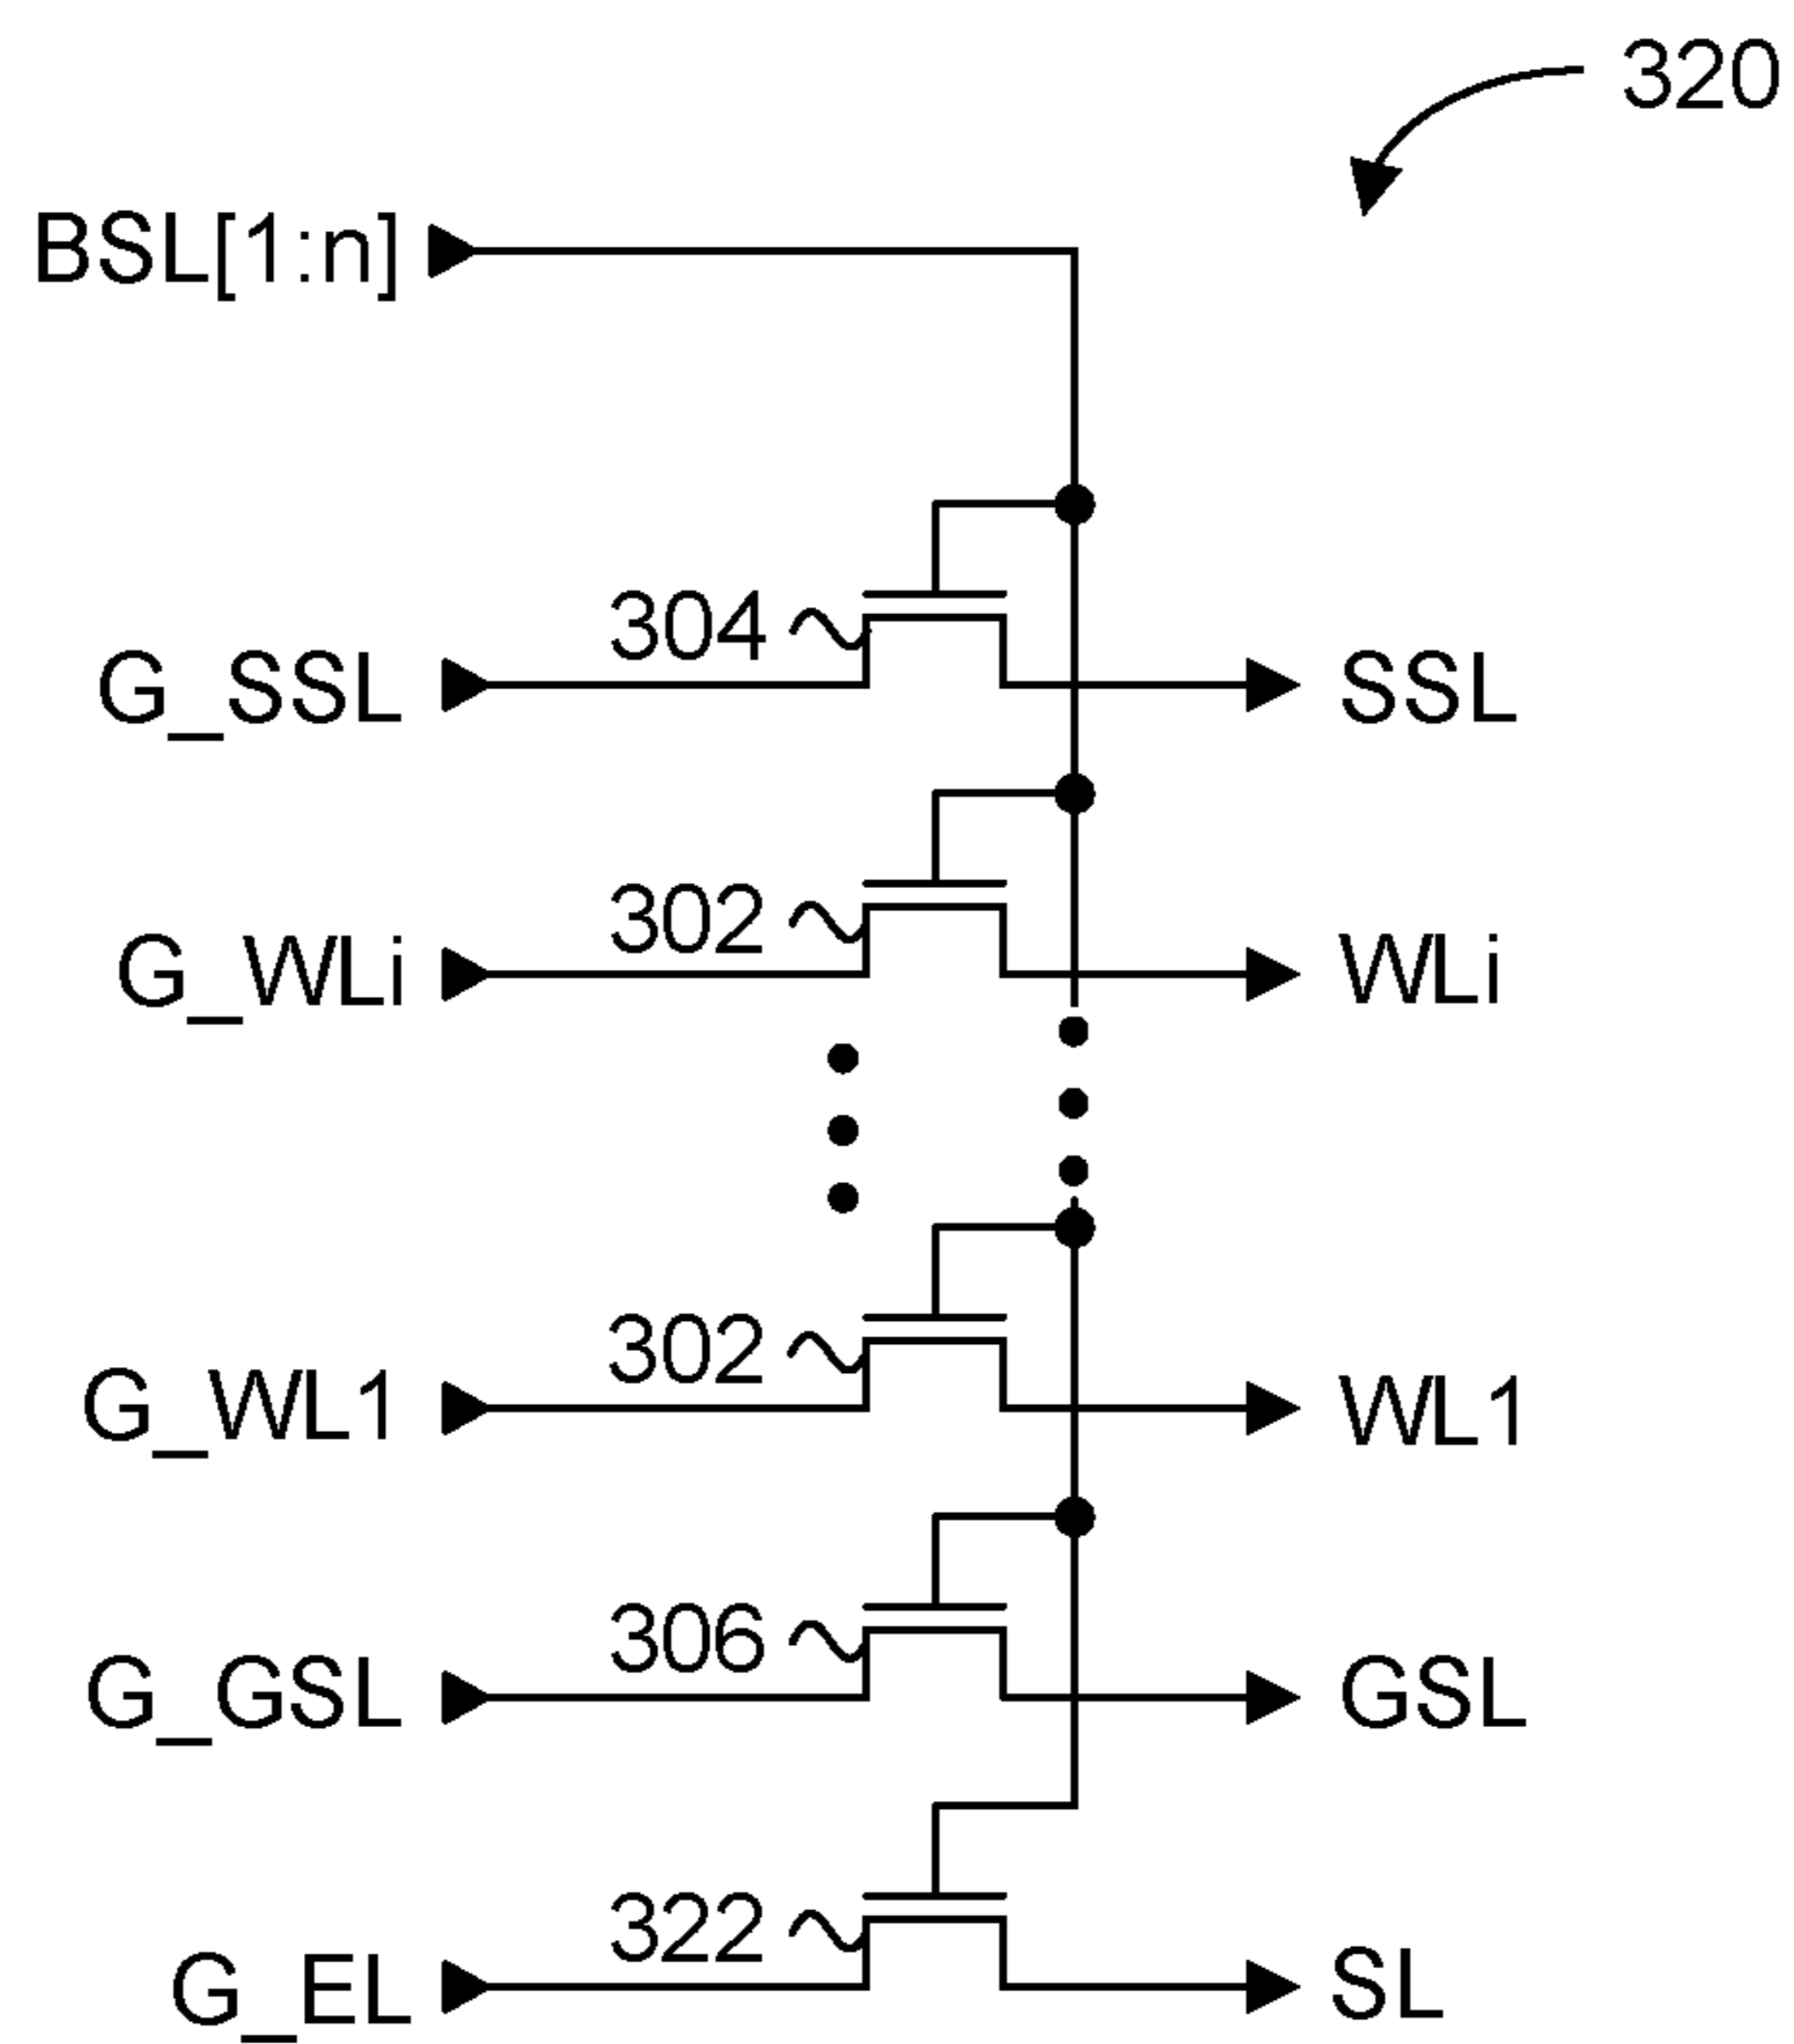 320
BSL[1:n]
304
G_SSL SSL
302
G_WLi WLi
302
G_WL1 WL1
306
G_GSL GSL
322
G_EL SL